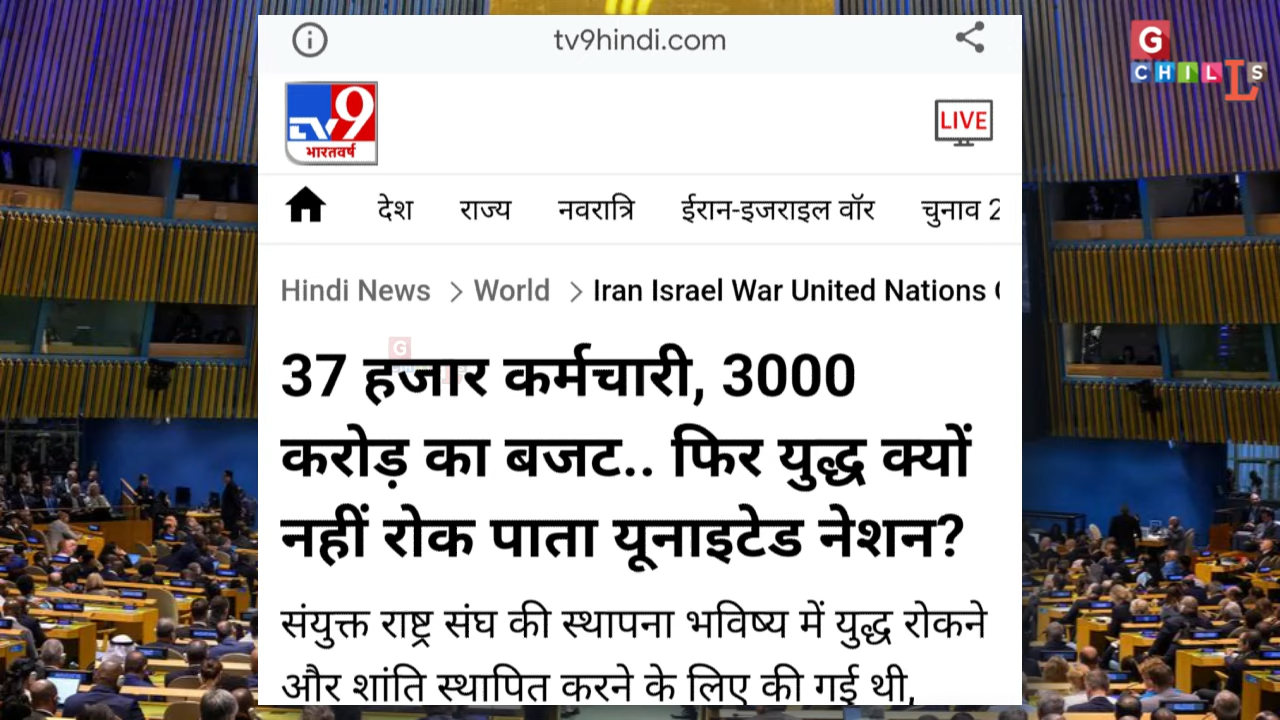 tv9hindi.com
G
CHILLS
TV9
भारतवर्ष
LIVE
देश राज्य नवरात्रि ईरान-इजराइल वॉर चुनाव 2
Hindi News > World > Iran Israel War United Nations
37 हजार कर्मचारी, 3000
करोड़ का बजट.. फिर युद्ध क्यों
नहीं रोक पाता यूनाइटेड नेशन?
संयुक्त राष्ट्र संघ की स्थापना भविष्य में युद्ध रोकने
और शांति स्थापित करने के लिए की गई थी,